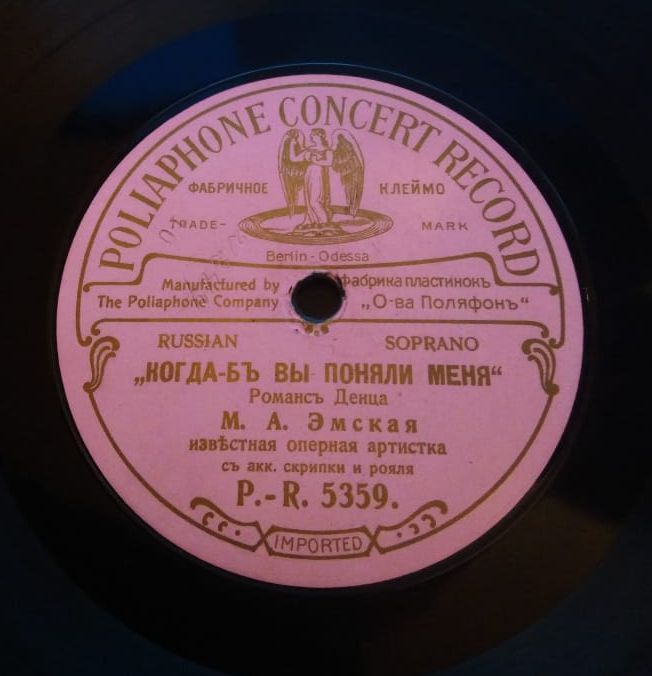 POLIAPHONE CONCERT RECORD
ФАБРИЧНОЕ КЛЕЙМО
TRADE- MARK
Berlin - Odessa
Manufactured by
The Poliaphone Company
фабрика пластинокъ
„О-ва Поляфонъ“
RUSSIAN SOPRANO
„КОГДА-БЪ ВЫ ПОНЯЛИ МЕНЯ“
Романсъ Денца
М. А. Эмская
извѣстная оперная артистка
съ акк. скрипки и рояля
P.-R. 5359.
IMPORTED